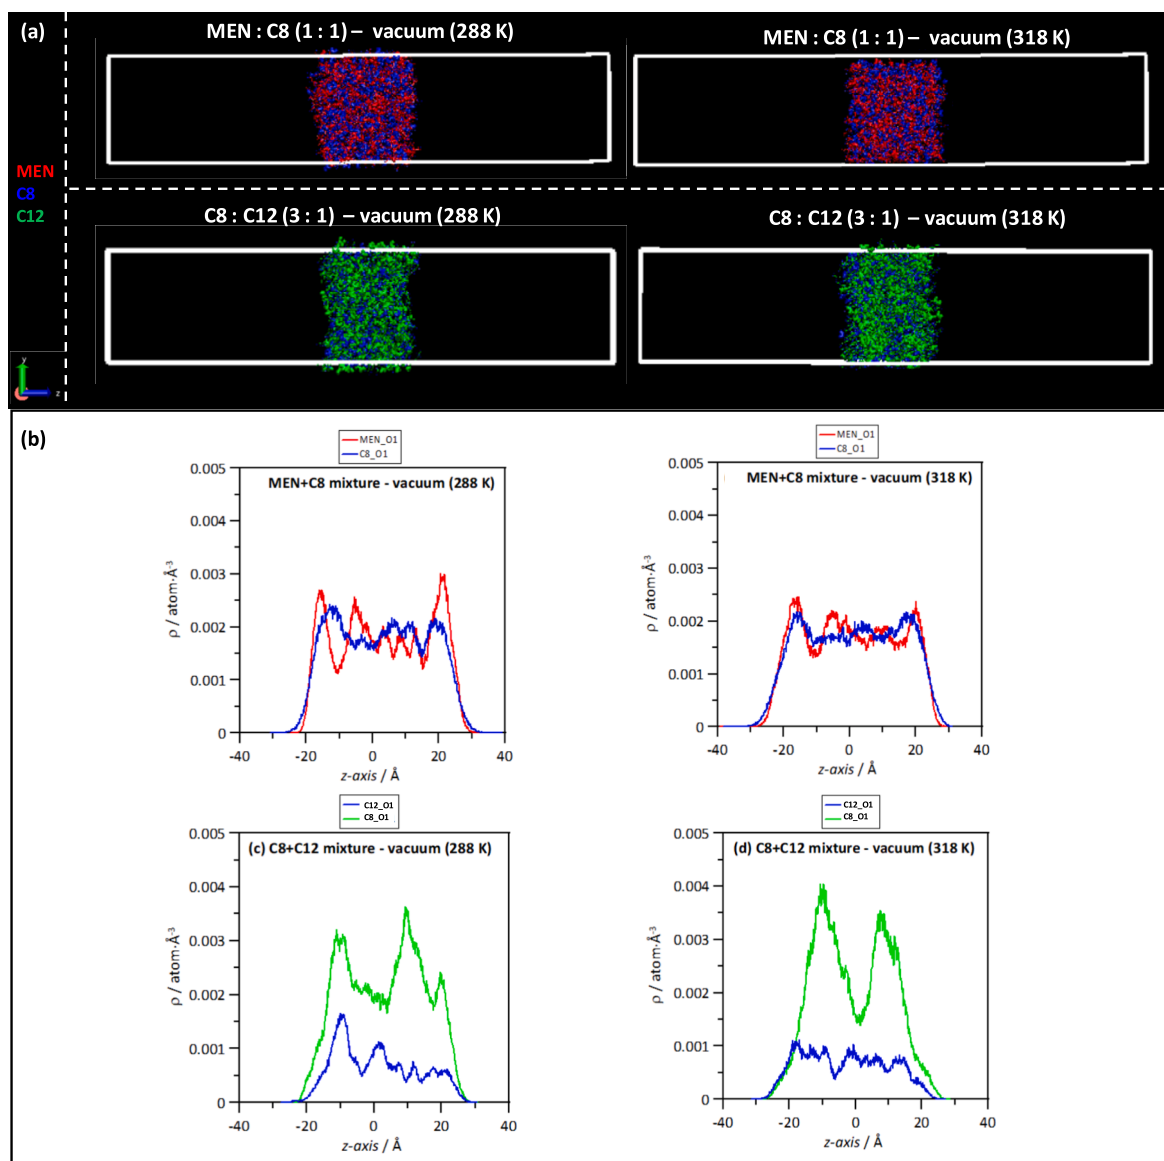 (a)
MEN : C8 (1 : 1) – vacuum (288 K)
MEN : C8 (1 : 1) – vacuum (318 K)
MEN
C8
C12
C8 : C12 (3 : 1) – vacuum (288 K)
C8 : C12 (3 : 1) – vacuum (318 K)
y
z
(b)
MEN_O1
C8_O1
MEN+C8 mixture - vacuum (288 K)
ρ / atom·Å-3
0.005
0.004
0.003
0.002
0.001
0
-40 -20 0 20 40
z-axis / Å
MEN_O1
C8_O1
MEN+C8 mixture - vacuum (318 K)
ρ / atom·Å-3
0.005
0.004
0.003
0.002
0.001
0
-40 -20 0 20 40
z-axis / Å
C12_O1
C8_O1
(c) C8+C12 mixture - vacuum (288 K)
ρ / atom·Å-3
0.005
0.004
0.003
0.002
0.001
0
-40 -20 0 20 40
z-axis / Å
C12_O1
C8_O1
(d) C8+C12 mixture - vacuum (318 K)
ρ / atom·Å-3
0.005
0.004
0.003
0.002
0.001
0
-40 -20 0 20 40
z-axis / Å